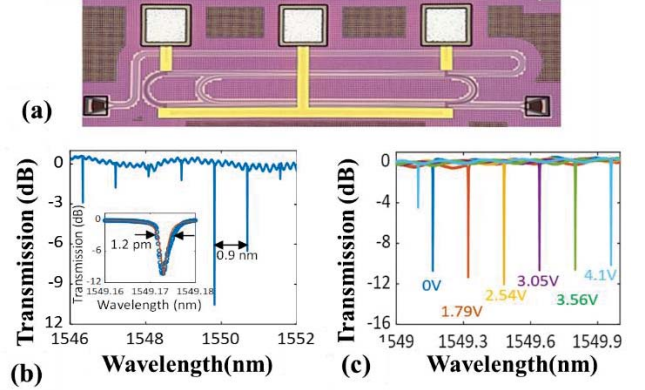 (a)
Transmission (dB)
0
-3
-6
-9
12
1546
1548
1550
1552
Wavelength(nm)
(b)
0.9 nm
Transmission (dB)
0
-6
-12
1.2 pm
1549.16
1549.17
1549.18
Wavelength (nm)
Transmission (dB)
0
-4
-8
-12
-16
1549
1549.3
1549.6
1549.9
Wavelength(nm)
(c)
0V
1.79V
2.54V
3.05V
3.56V
4.1V